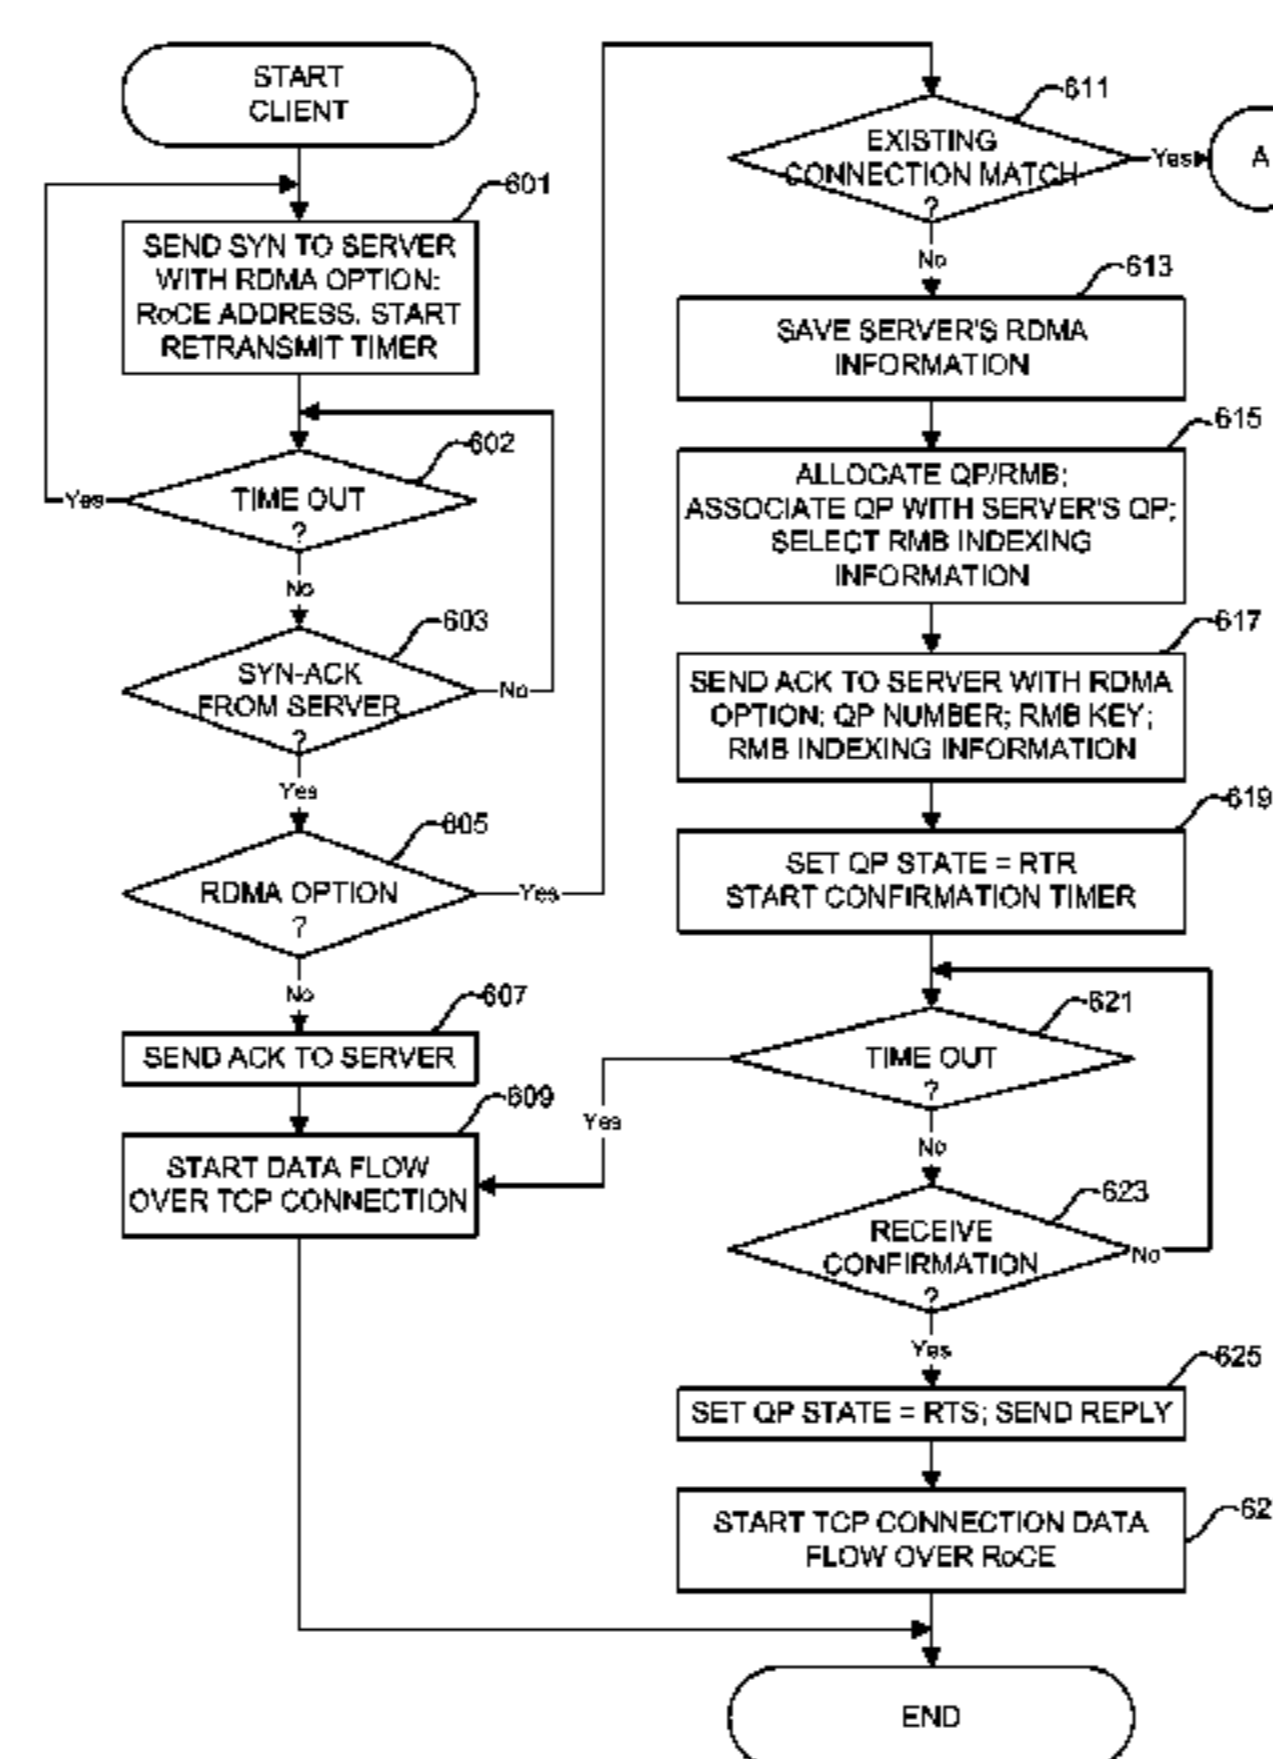 START
CLIENT
601
SEND SYN TO SERVER
WITH RDMA OPTION:
RoCE ADDRESS. START
RETRANSMIT TIMER
602
TIME OUT
?
Yes
No
603
SYN-ACK
FROM SERVER
?
No
Yes
605
RDMA OPTION
?
Yes
No
607
SEND ACK TO SERVER
609
START DATA FLOW
OVER TCP CONNECTION
611
EXISTING
CONNECTION MATCH
?
Yes
A
No
613
SAVE SERVER'S RDMA
INFORMATION
615
ALLOCATE QP/RMB;
ASSOCIATE QP WITH SERVER'S QP;
SELECT RMB INDEXING
INFORMATION
617
SEND ACK TO SERVER WITH RDMA
OPTION; QP NUMBER; RMB KEY;
RMB INDEXING INFORMATION
619
SET QP STATE = RTR
START CONFIRMATION TIMER
621
TIME OUT
?
Yes
No
623
RECEIVE
CONFIRMATION
?
No
Yes
625
SET QP STATE = RTS; SEND REPLY
62
START TCP CONNECTION DATA
FLOW OVER RoCE
END